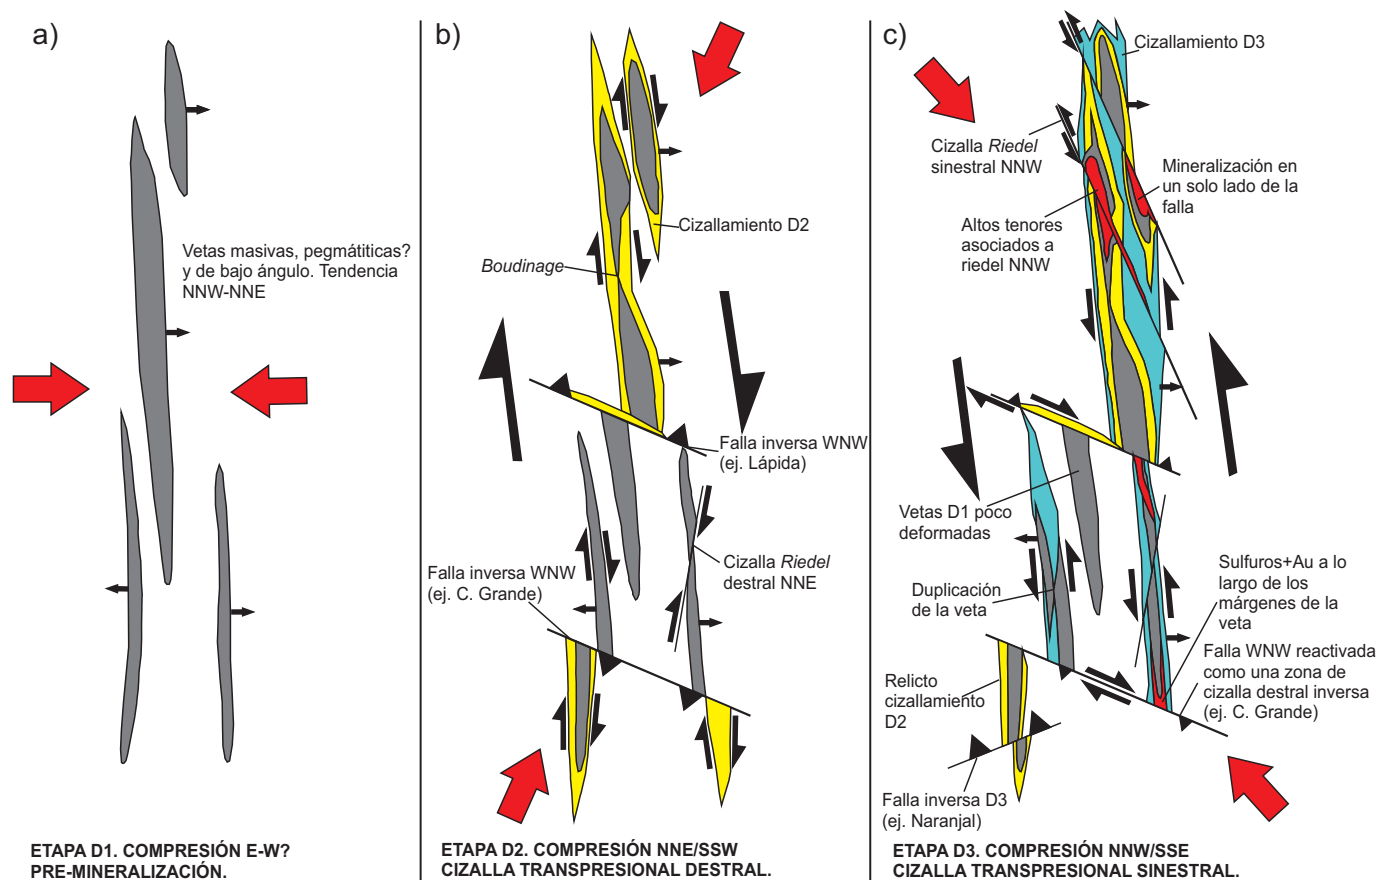 a)
Vetas masivas, pegmátiticas?
y de bajo ángulo. Tendencia
NNW-NNE
ETAPA D1. COMPRESIÓN E-W?
PRE-MINERALIZACIÓN.
b)
Cizallamiento D2
Boudinage
Falla inversa WNW
(ej. Lápida)
Falla inversa WNW
(ej. C. Grande)
Cizalla Riedel
destral NNE
ETAPA D2. COMPRESIÓN NNE/SSW
CIZALLA TRANSPRESIONAL DESTRAL.
c)
Cizallamiento D3
Cizalla Riedel
sinestral NNW
Mineralización en
un solo lado de la
falla
Altos tenores
asociados a
riedel NNW
Vetas D1 poco
deformadas
Duplicación
de la veta
Sulfuros+Au a lo
largo de los
márgenes de la
veta
Falla WNW reactivada
como una zona de
cizalla destral inversa
(ej. C. Grande)
Relicto
cizallamiento
D2
Falla inversa D3
(ej. Naranjal)
ETAPA D3. COMPRESIÓN NNW/SSE
CIZALLA TRANSPRESIONAL SINESTRAL.